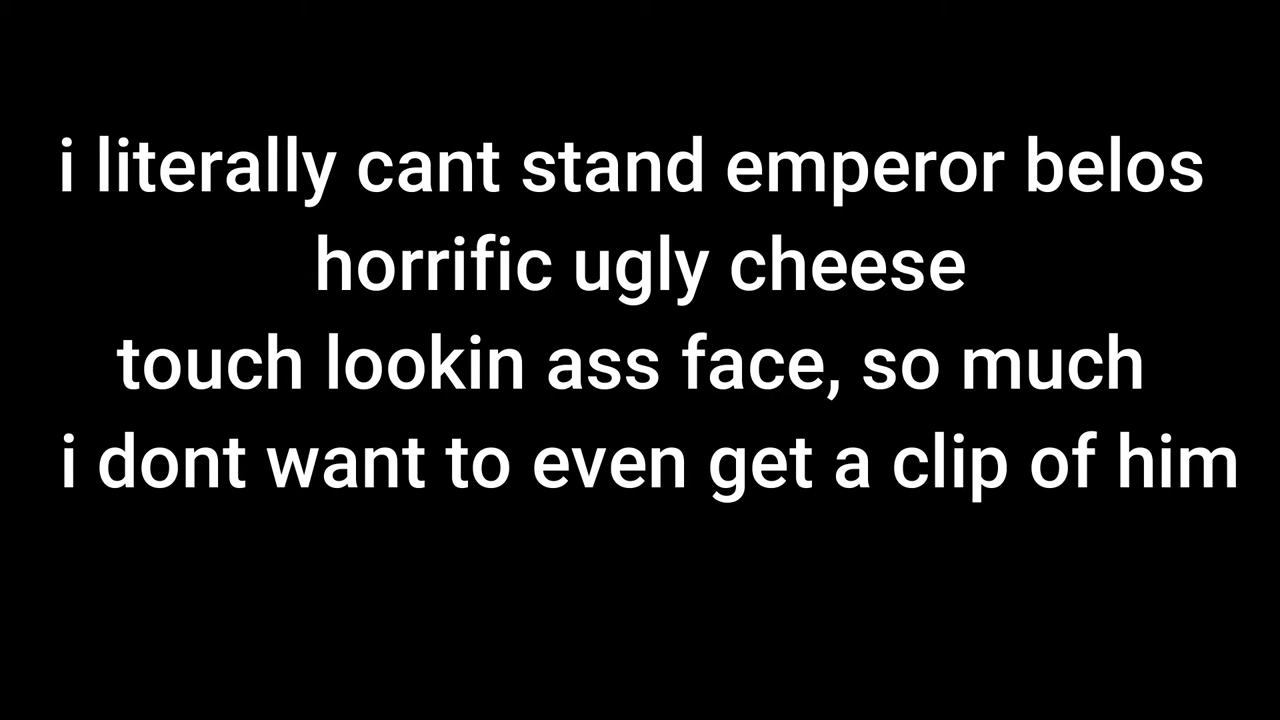 i literally cant stand emperor belos
horrific ugly cheese
touch lookin ass face, so much
i dont want to even get a clip of him